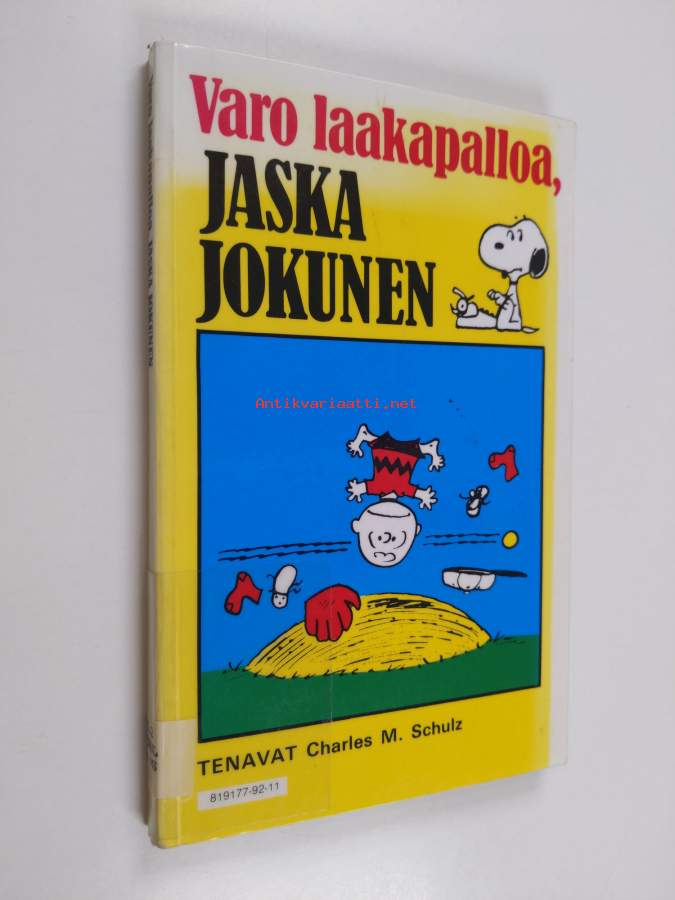 Varo laakapalloa,
JASKA
JOKUNEN
Antikvariaatti.net
TENAVAT Charles M. Schulz
819177-92-11